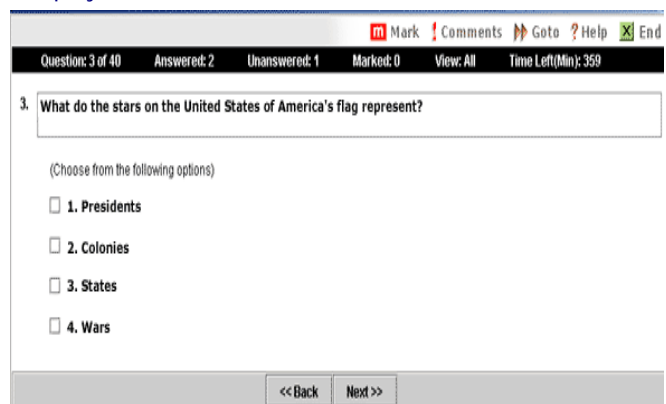 m Mark ! Comments Goto ? Help X End
Question: 3 of 40 Answered: 2 Unanswered: 1 Marked: 0 View: All Time Left(Min): 359
3. What do the stars on the United States of America's flag represent?
(Choose from the following options)
1. Presidents
2. Colonies
3. States
4. Wars
<< Back Next >>